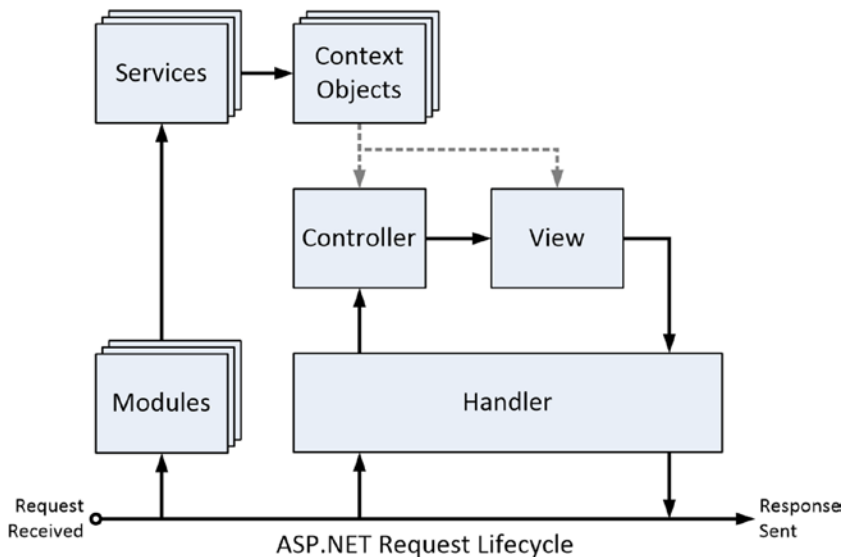 Services
Context
Objects
Controller
View
Modules
Handler
Request
Received
Response
Sent
ASP.NET Request Lifecycle